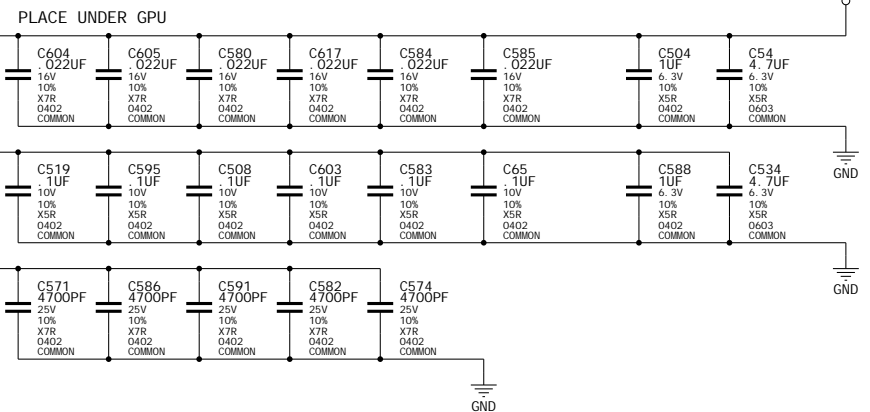 PLACE UNDER GPU
C604
.022UF
16V
10%
X7R
0402
COMMON
C605
.022UF
16V
10%
X7R
0402
COMMON
C580
.022UF
16V
10%
X7R
0402
COMMON
C617
.022UF
16V
10%
X7R
0402
COMMON
C584
.022UF
16V
10%
X7R
0402
COMMON
C585
.022UF
16V
10%
X7R
0402
COMMON
C504
1UF
6.3V
10%
X5R
0402
COMMON
C54
4.7UF
6.3V
10%
X5R
0603
COMMON
GND
C519
.1UF
10V
10%
X5R
0402
COMMON
C595
.1UF
10V
10%
X5R
0402
COMMON
C508
.1UF
10V
10%
X5R
0402
COMMON
C603
.1UF
10V
10%
X5R
0402
COMMON
C583
.1UF
10V
10%
X5R
0402
COMMON
C65
.1UF
10V
10%
X5R
0402
COMMON
C588
1UF
6.3V
10%
X5R
0402
COMMON
C534
4.7UF
6.3V
10%
X5R
0603
COMMON
GND
C571
4700PF
25V
10%
X7R
0402
COMMON
C586
4700PF
25V
10%
X7R
0402
COMMON
C591
4700PF
25V
10%
X7R
0402
COMMON
C582
4700PF
25V
10%
X7R
0402
COMMON
C574
4700PF
25V
10%
X7R
0402
COMMON
GND